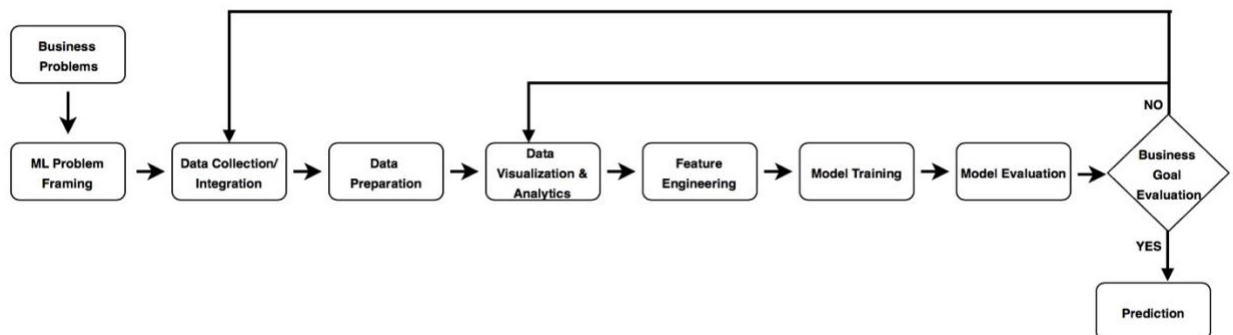 Business
Problems
ML Problem
Framing
Data Collection/
Integration
Data
Preparation
Data
Visualization &
Analytics
Feature
Engineering
Model Training
Model Evaluation
NO
Business
Goal
Evaluation
YES
Prediction